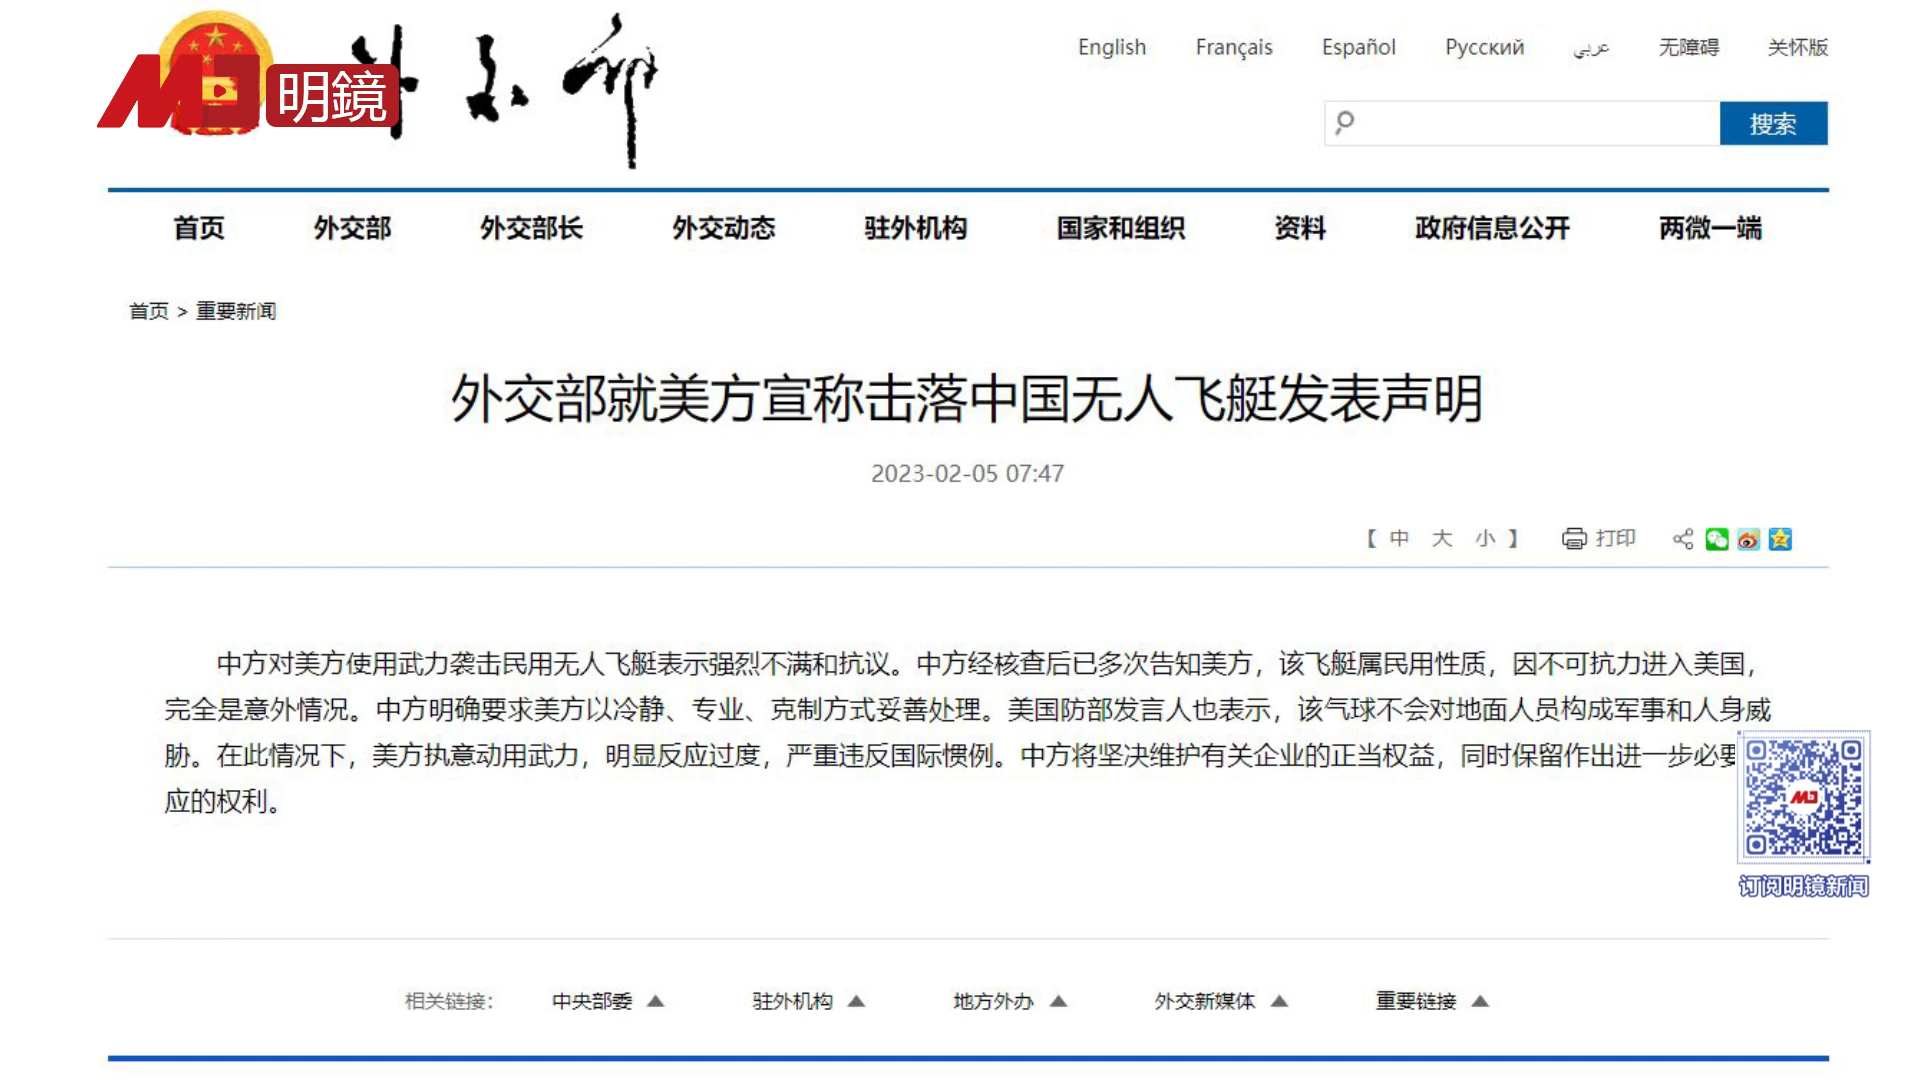 明鏡
English Français Español Русский عربي 无障碍 关怀版
搜索
首页 外交部 外交部长 外交动态 驻外机构 国家和组织 资料 政府信息公开 两微一端
首页 > 重要新闻
外交部就美方宣称击落中国无人飞艇发表声明
2023-02-05 07:47
【 中 大 小 】 打印
中方对美方使用武力袭击民用无人飞艇表示强烈不满和抗议。中方经核查后已多次告知美方，该飞艇属民用性质，因不可抗力进入美国，
完全是意外情况。中方明确要求美方以冷静、专业、克制方式妥善处理。美国防部发言人也表示，该气球不会对地面人员构成军事和人身威
胁。在此情况下，美方执意动用武力，明显反应过度，严重违反国际惯例。中方将坚决维护有关企业的正当权益，同时保留作出进一步必要
应的权利。
订阅明镜新闻
相关链接： 中央部委 驻外机构 地方外办 外交新媒体 重要链接